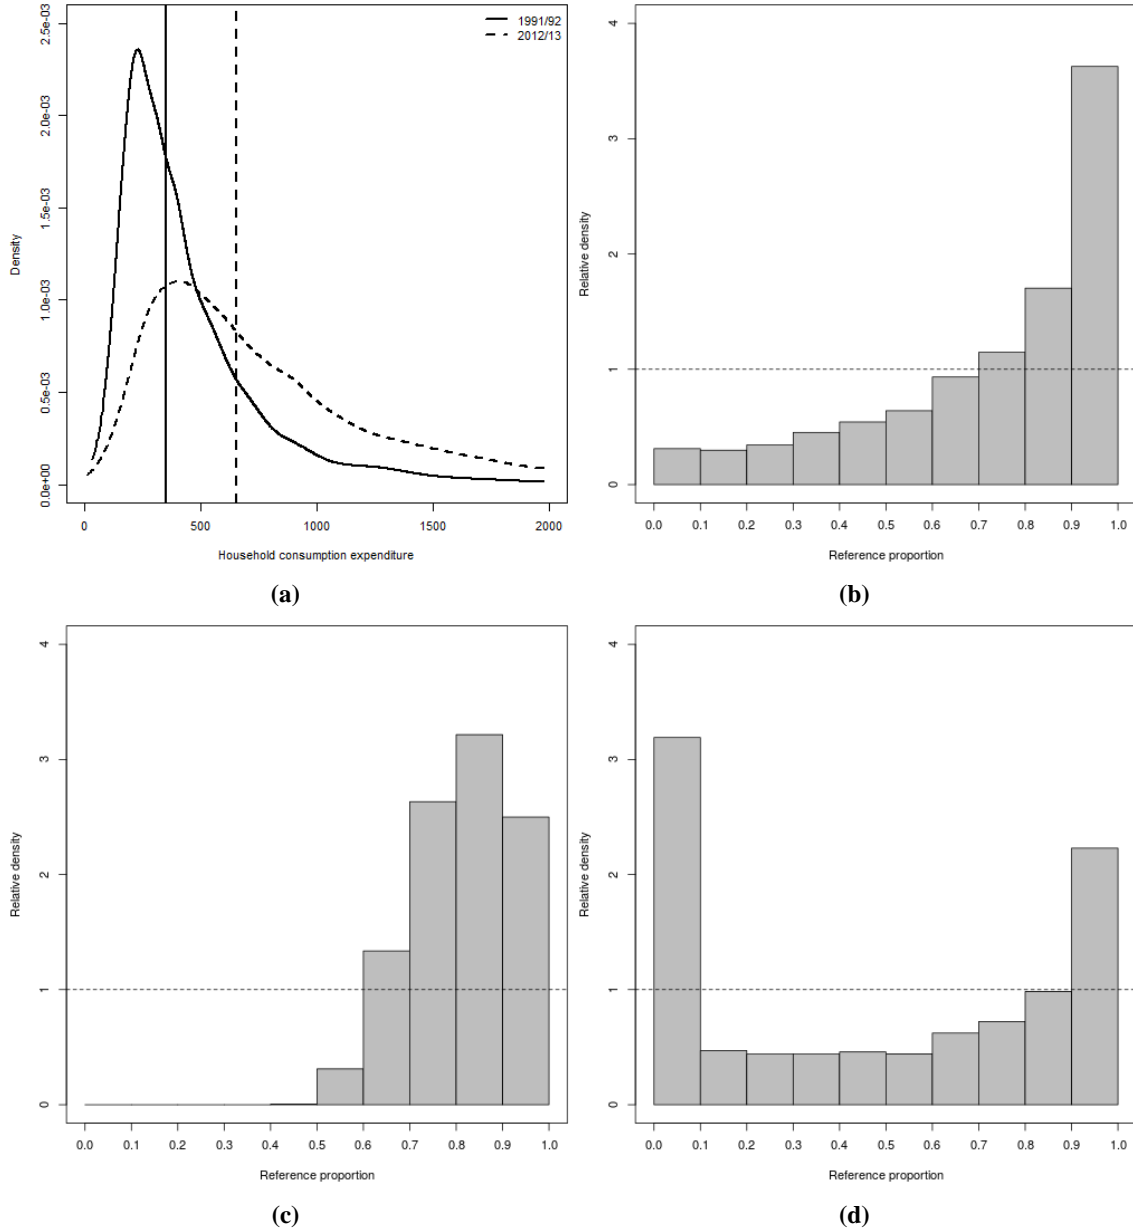 1991/92
2012/13
Density
0.0e+00 0.5e-03 1.0e-03 1.5e-03 2.0e-03 2.5e-03
0 500 1000 1500 2000
Household consumption expenditure
(a)
Relative density
0 1 2 3 4
0.0 0.1 0.2 0.3 0.4 0.5 0.6 0.7 0.8 0.9 1.0
Reference proportion
(b)
Relative density
0 1 2 3 4
0.0 0.1 0.2 0.3 0.4 0.5 0.6 0.7 0.8 0.9 1.0
Reference proportion
(c)
Relative density
0 1 2 3 4
0.0 0.1 0.2 0.3 0.4 0.5 0.6 0.7 0.8 0.9 1.0
Reference proportion
(d)